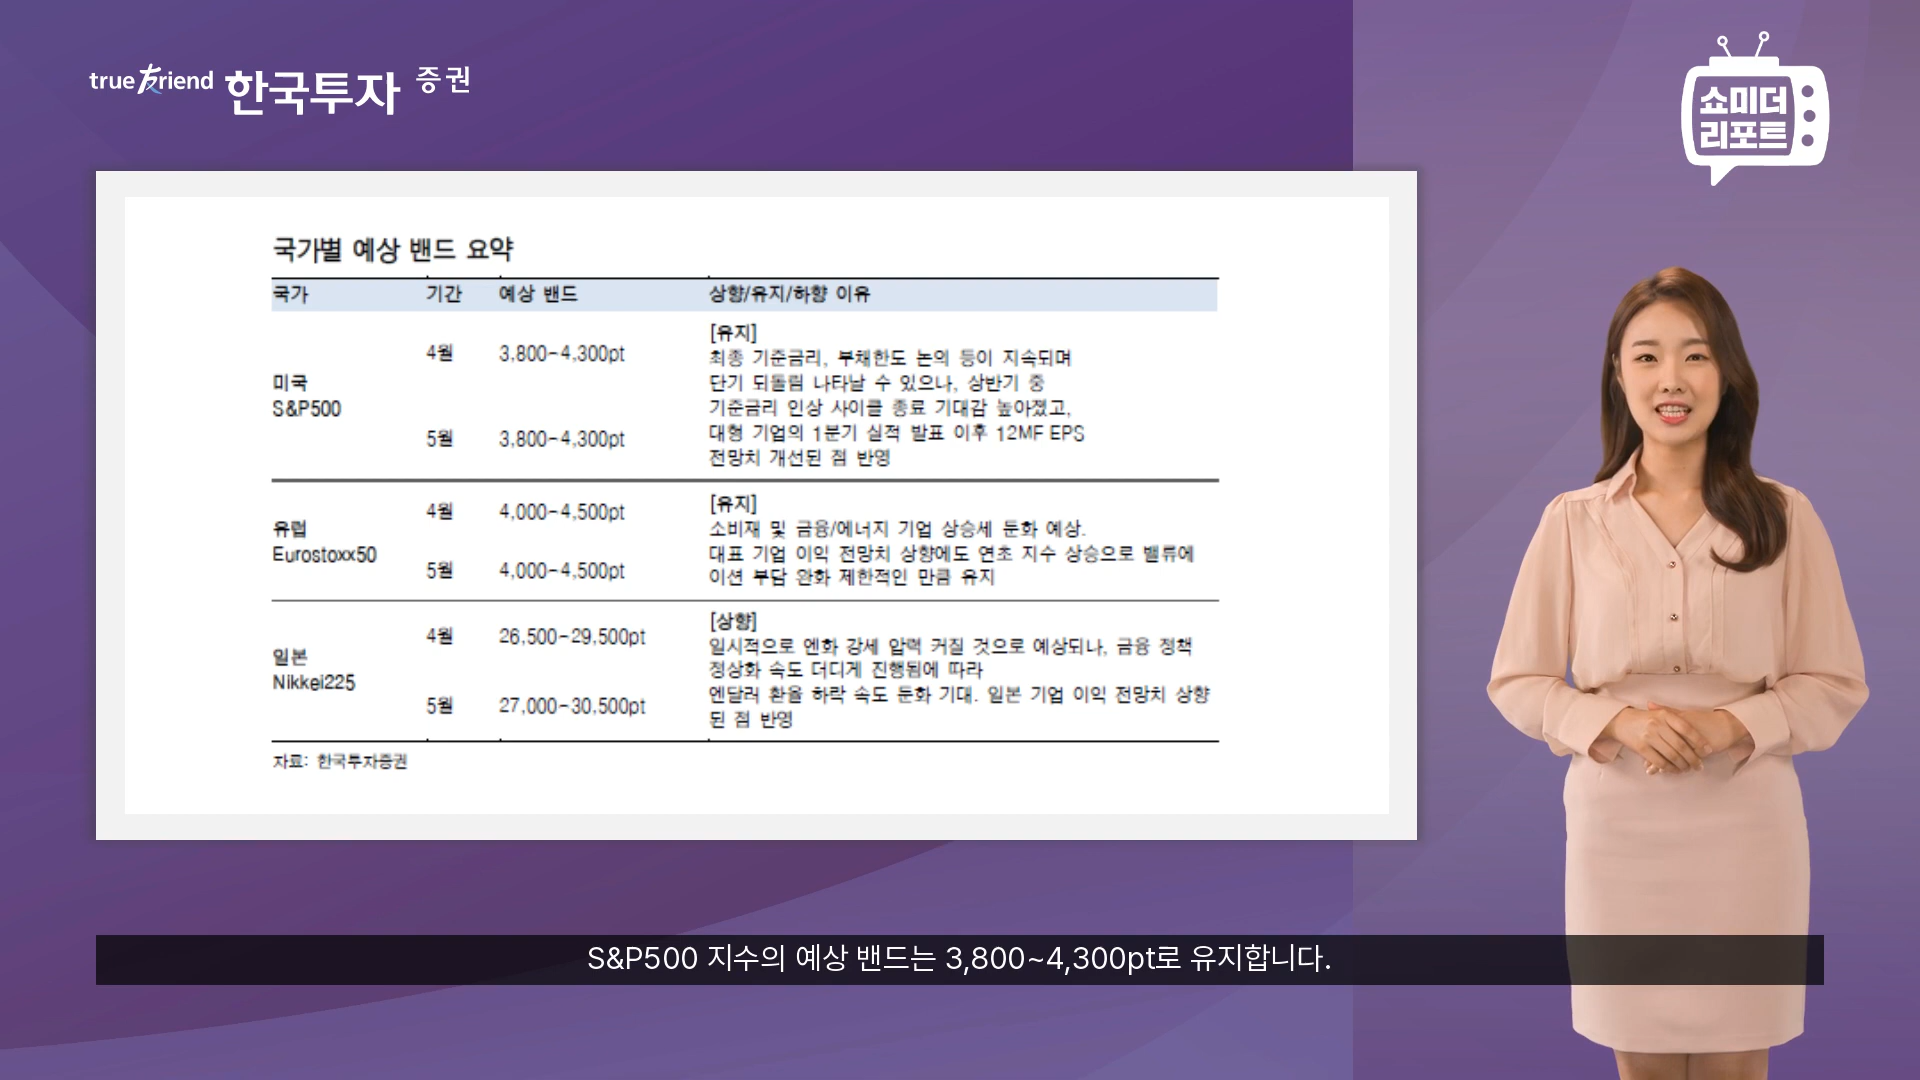 true友riend 한국투자 증권
쇼미더
리포트
국가별 예상 밴드 요약
국가 기간 예상 밴드 상향/유지/하향 이유
미국
S&P500
4월 3,800~4,300pt
5월 3,800~4,300pt
[유지]
최종 기준금리, 부채한도 논의 등이 지속되며
단기 되돌림 나타날 수 있으나, 상반기 중
기준금리 인상 사이클 종료 기대감 높아졌고,
대형 기업의 1분기 실적 발표 이후 12MF EPS
전망치 개선된 점 반영
유럽
Eurostoxx50
4월 4,000~4,500pt
5월 4,000~4,500pt
[유지]
소비재 및 금융/에너지 기업 상승세 둔화 예상.
대표 기업 이익 전망치 상향에도 연초 지수 상승으로 밸류에
이션 부담 완화 제한적인 만큼 유지
일본
Nikkei225
4월 26,500~29,500pt
5월 27,000~30,500pt
[상향]
일시적으로 엔화 강세 압력 커질 것으로 예상되나, 금융 정책
정상화 속도 더디게 진행됨에 따라
엔달러 환율 하락 속도 둔화 기대. 일본 기업 이익 전망치 상향
된 점 반영
자료: 한국투자증권
S&P500 지수의 예상 밴드는 3,800~4,300pt로 유지합니다.